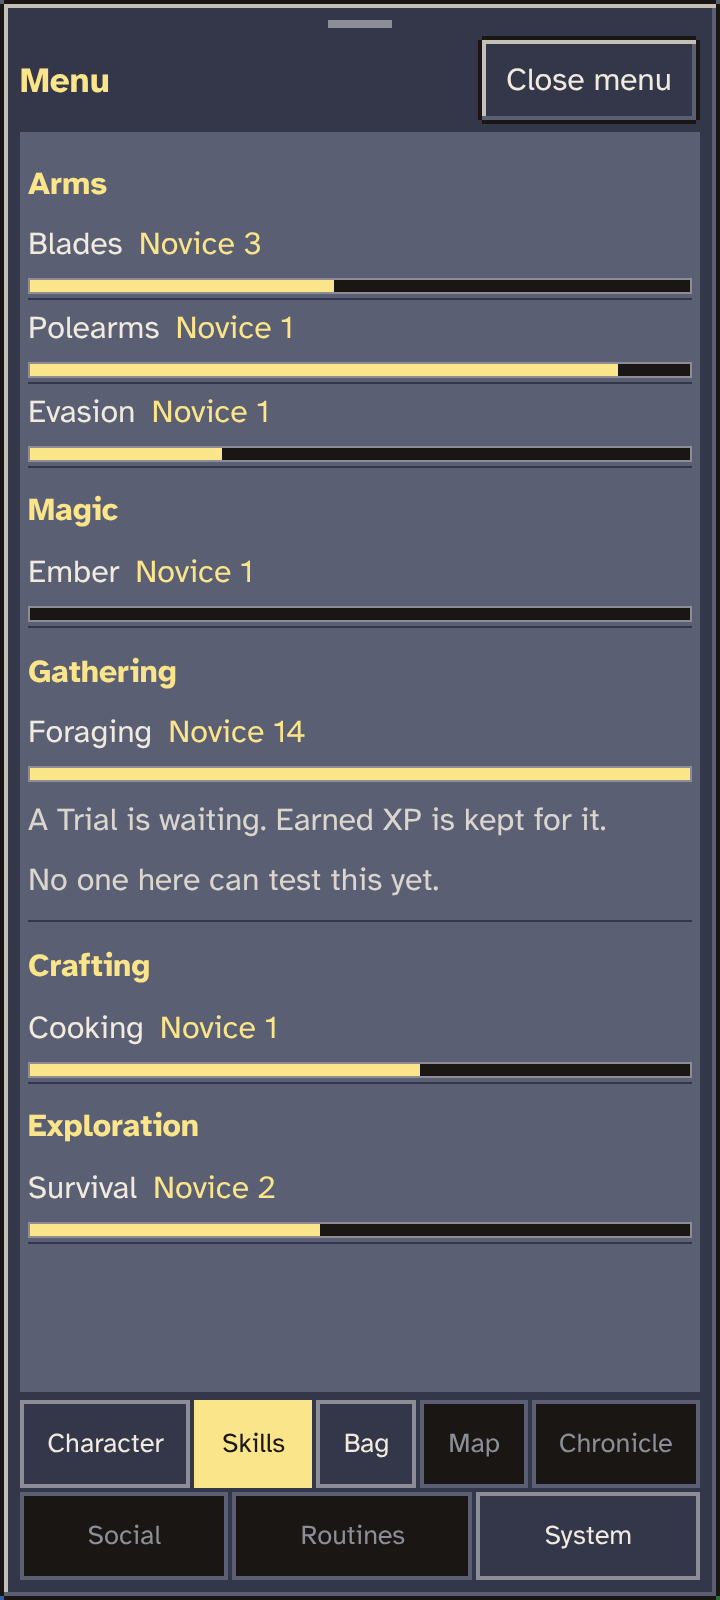 Menu
Close menu
Arms
Blades Novice 3
Polearms Novice 1
Evasion Novice 1
Magic
Ember Novice 1
Gathering
Foraging Novice 14
A Trial is waiting. Earned XP is kept for it.
No one here can test this yet.
Crafting
Cooking Novice 1
Exploration
Survival Novice 2
Character Skills Bag Map Chronicle
Social Routines System